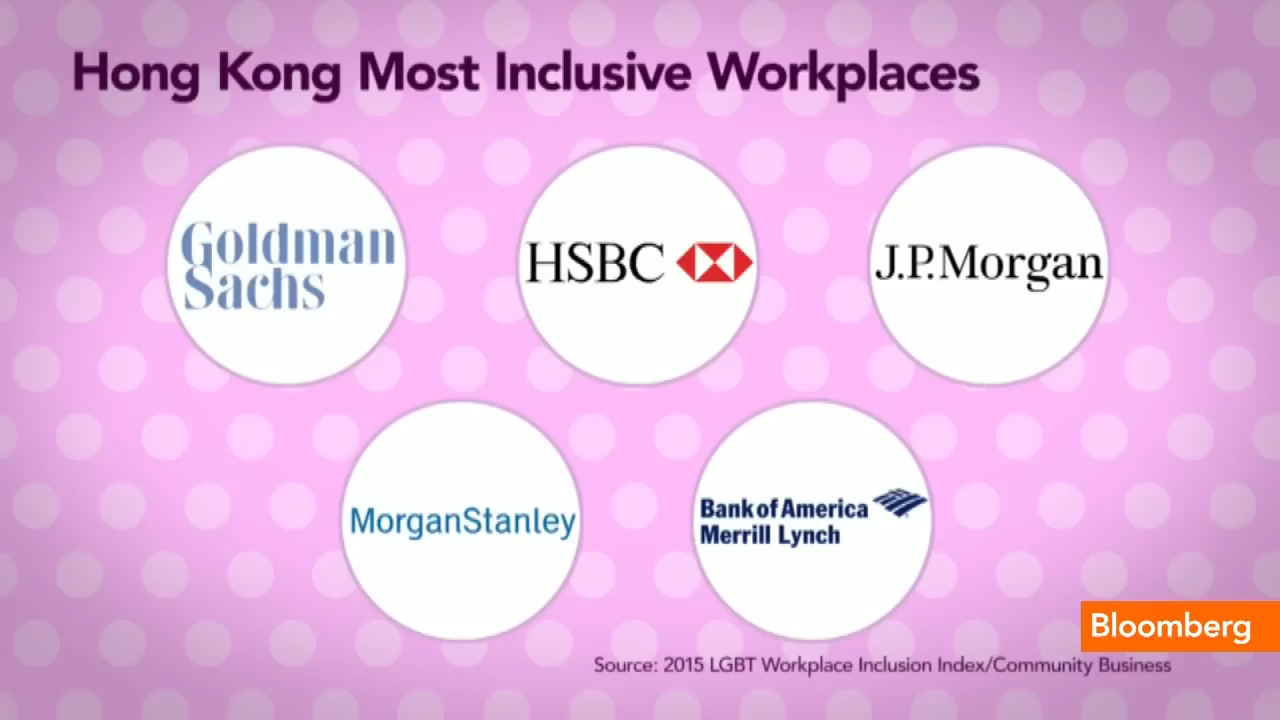 Hong Kong Most Inclusive Workplaces
Goldman
Sachs
HSBC
J.P.Morgan
MorganStanley
Bank of America
Merrill Lynch
Bloomberg
Source: 2015 LGBT Workplace Inclusion Index/Community Business